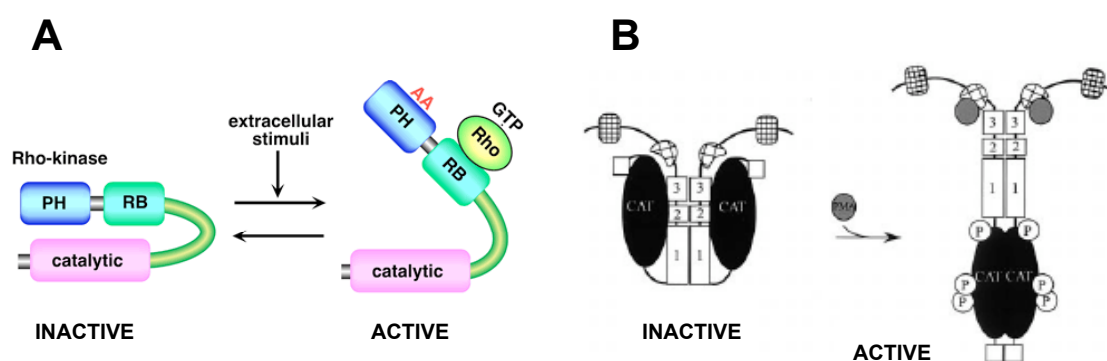 A
B
Rho-kinase
PH
RB
catalytic
INACTIVE
extracellular
stimuli
PH
AA
RB
Rho
GTP
catalytic
ACTIVE
CAT
CAT
3
3
2
2
1
1
INACTIVE
PMA
3
3
2
2
1
1
P
P
CAT
CAT
P
P
P
P
ACTIVE